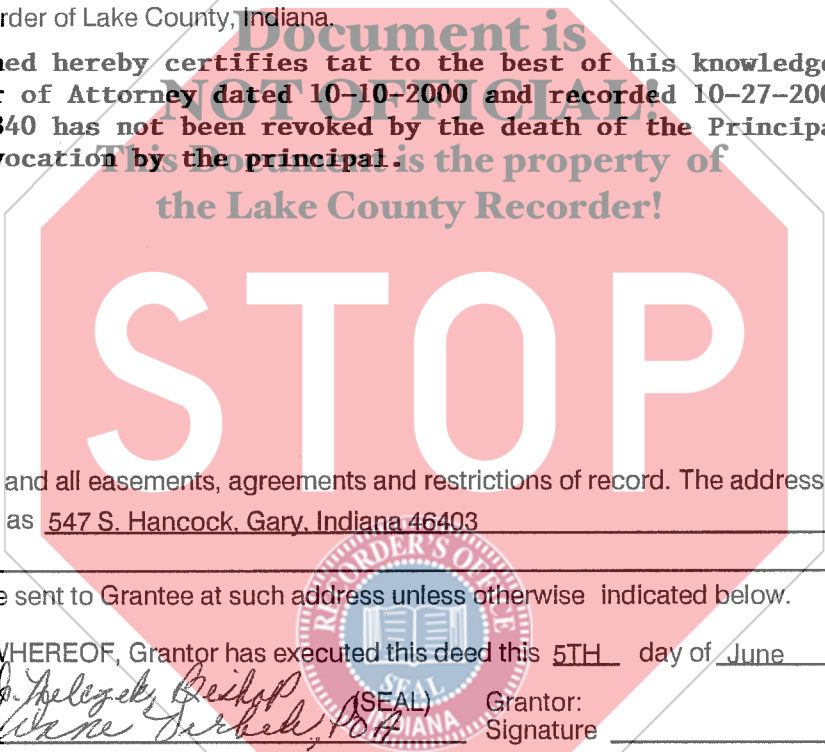 rder of Lake County, Indiana.
Document is
ned hereby certifies tat to the best of his knowledge
r of Attorney dated 10-10-2000 and recorded 10-27-200
NOT OFFICIAL!
340 has not been revoked by the death of the Principa
vocation by the principal.
This Document is the property of
the Lake County Recorder!
STOP
and all easements, agreements and restrictions of record. The address
as 547 S. Hancock, Gary, Indiana 46403
e sent to Grantee at such address unless otherwise indicated below.
WHEREOF, Grantor has executed this deed this 5TH day of June
Bishop (SEAL) Grantor:
POA Signature
RECORDER'S OFFICE
SEAL
INDIANA